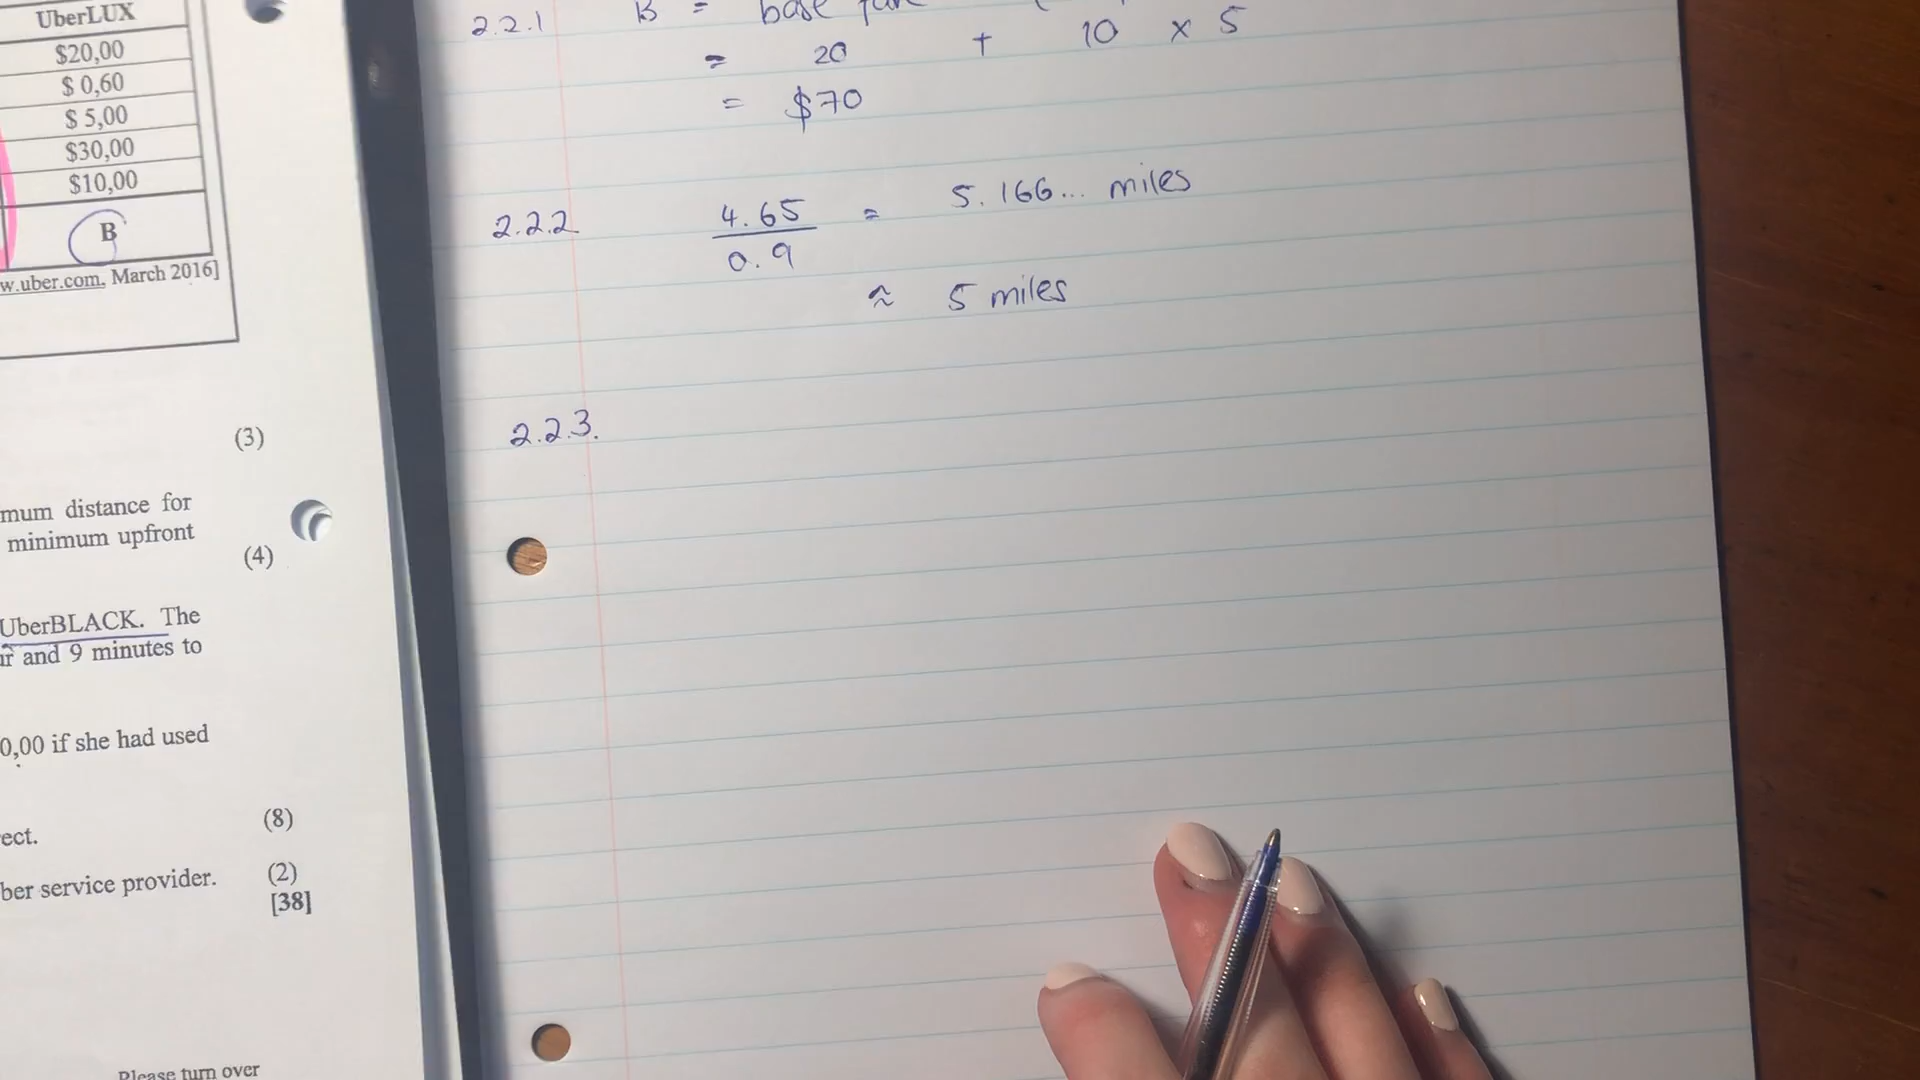 UberLUX
$20,00
$ 0,60
$ 5,00
$30,00
$10,00
B
w.uber.com, March 2016]
(3)
mum distance for
minimum upfront
(4)
UberBLACK. The
ur and 9 minutes to
0,00 if she had used
(8)
ect.
(2)
ber service provider.
[38]
Please turn over
2.2.1 B = base
= 20 + 10 x 5
= $70
2.2.2 4.65 / 0.9 = 5.166... miles
≈ 5 miles
2.2.3.